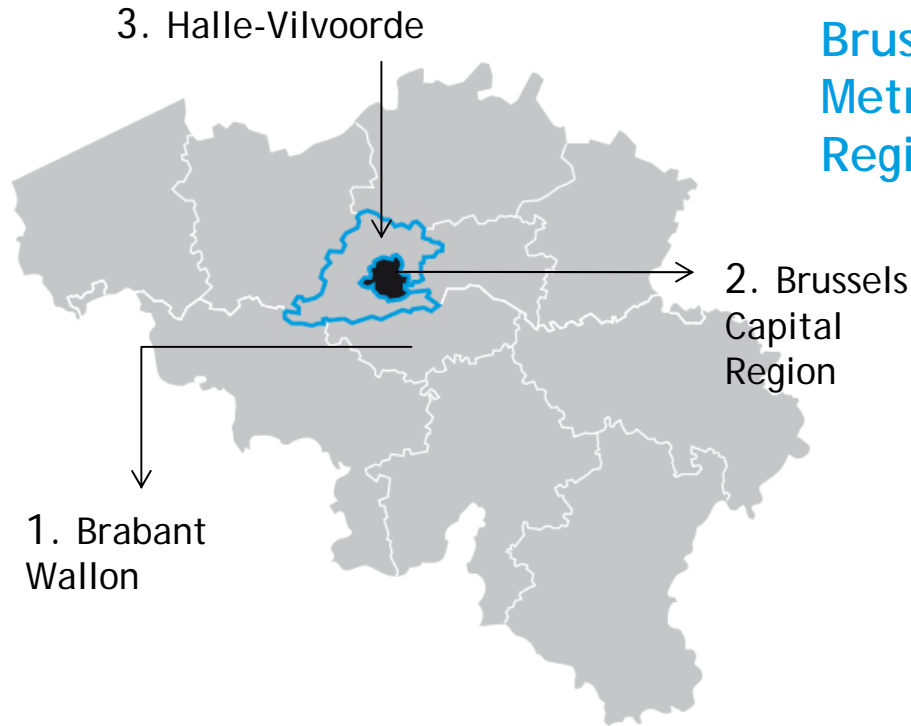 3. Halle-Vilvoorde
2. Brussels
Capital
Region
1. Brabant
Wallon